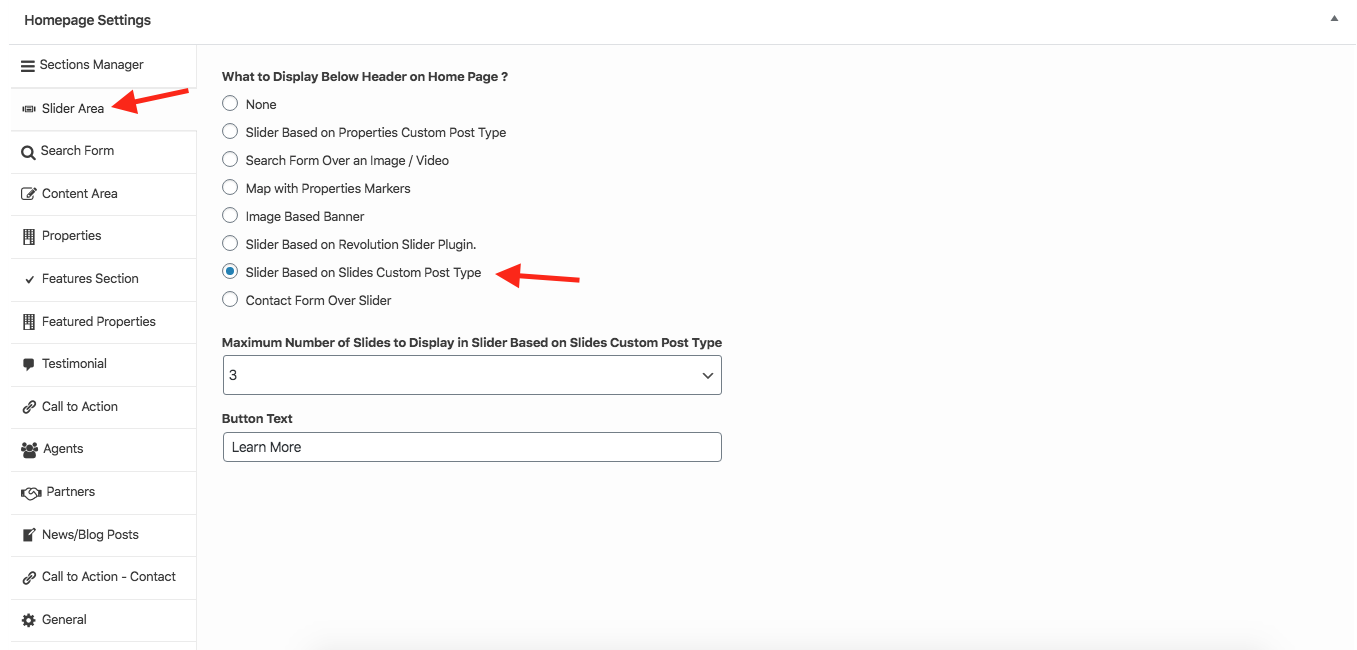 Homepage Settings
Sections Manager
Slider Area
Search Form
Content Area
Properties
Features Section
Featured Properties
Testimonial
Call to Action
Agents
Partners
News/Blog Posts
Call to Action - Contact
General
What to Display Below Header on Home Page ?
None
Slider Based on Properties Custom Post Type
Search Form Over an Image / Video
Map with Properties Markers
Image Based Banner
Slider Based on Revolution Slider Plugin.
Slider Based on Slides Custom Post Type
Contact Form Over Slider
Maximum Number of Slides to Display in Slider Based on Slides Custom Post Type
3
Button Text
Learn More